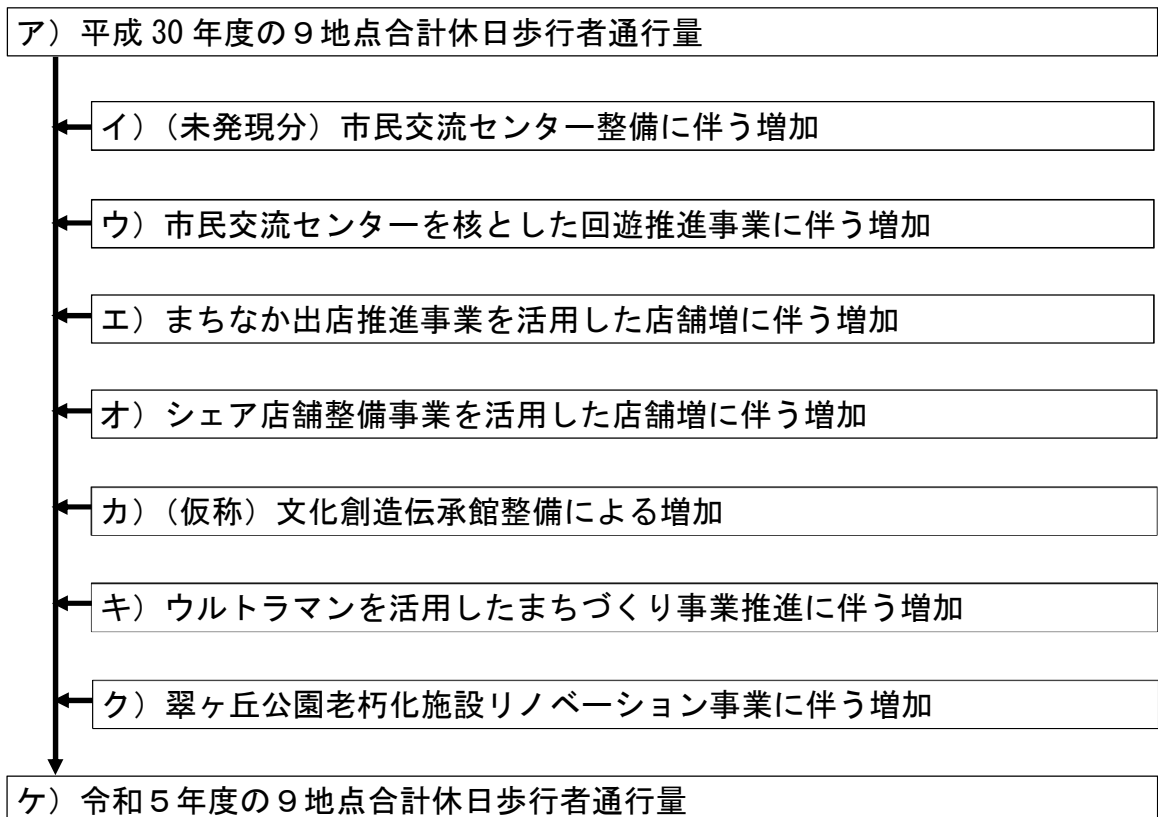 ア）平成 30 年度の９地点合計休日歩行者通行量
イ）（未発現分）市民交流センター整備に伴う増加
ウ）市民交流センターを核とした回遊推進事業に伴う増加
エ）まちなか出店推進事業を活用した店舗増に伴う増加
オ）シェア店舗整備事業を活用した店舗増に伴う増加
カ）（仮称）文化創造伝承館整備による増加
キ）ウルトラマンを活用したまちづくり事業推進に伴う増加
ク）翠ヶ丘公園老朽化施設リノベーション事業に伴う増加
ケ）令和５年度の９地点合計休日歩行者通行量